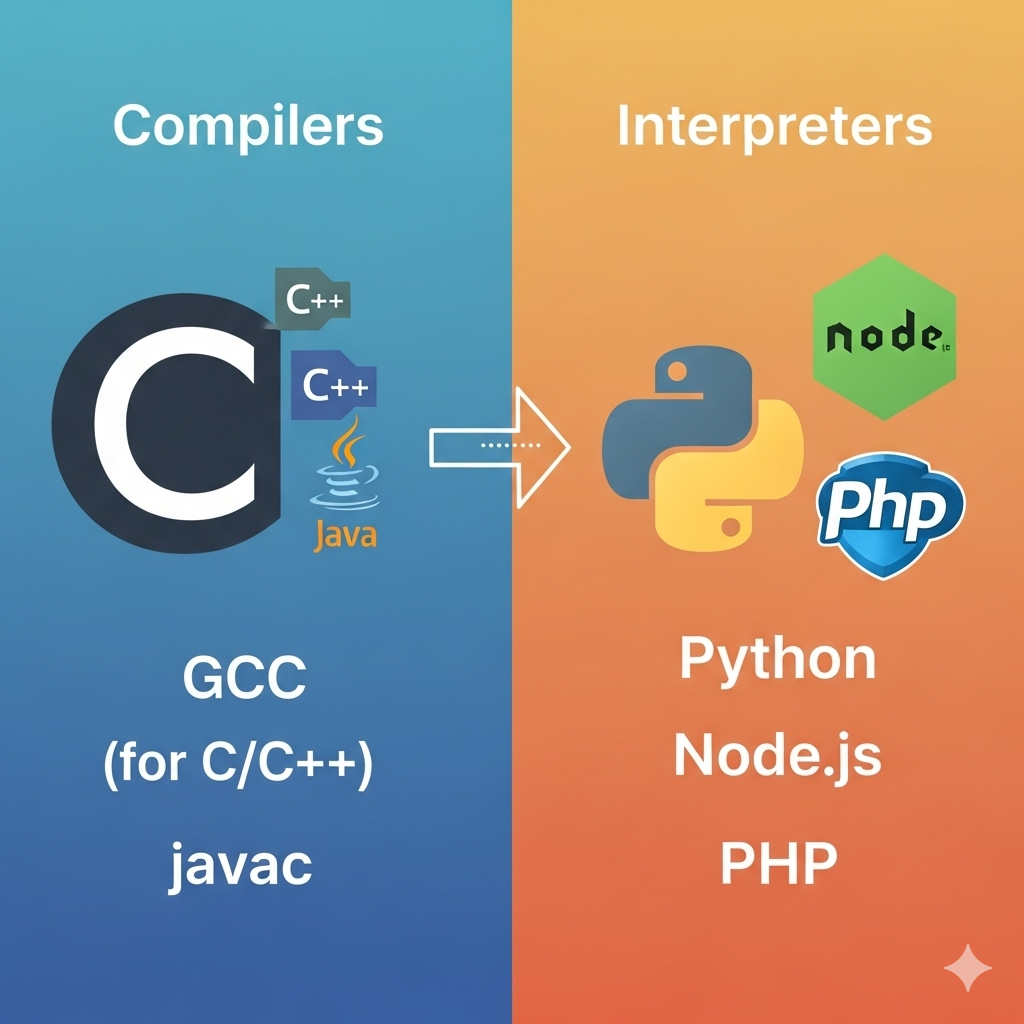 Compilers
Interpreters
C++
C
C++
Java
node
Php
GCC
(for C/C++)
javac
Python
Node.js
PHP